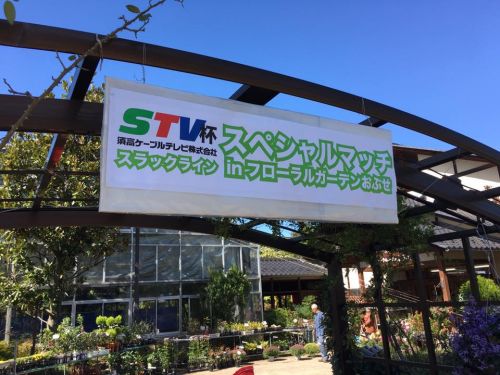 STV杯
須高ケーブルテレビ株式会社
スラックライン
スペシャルマッチ
inフローラルガーデンおぶせ